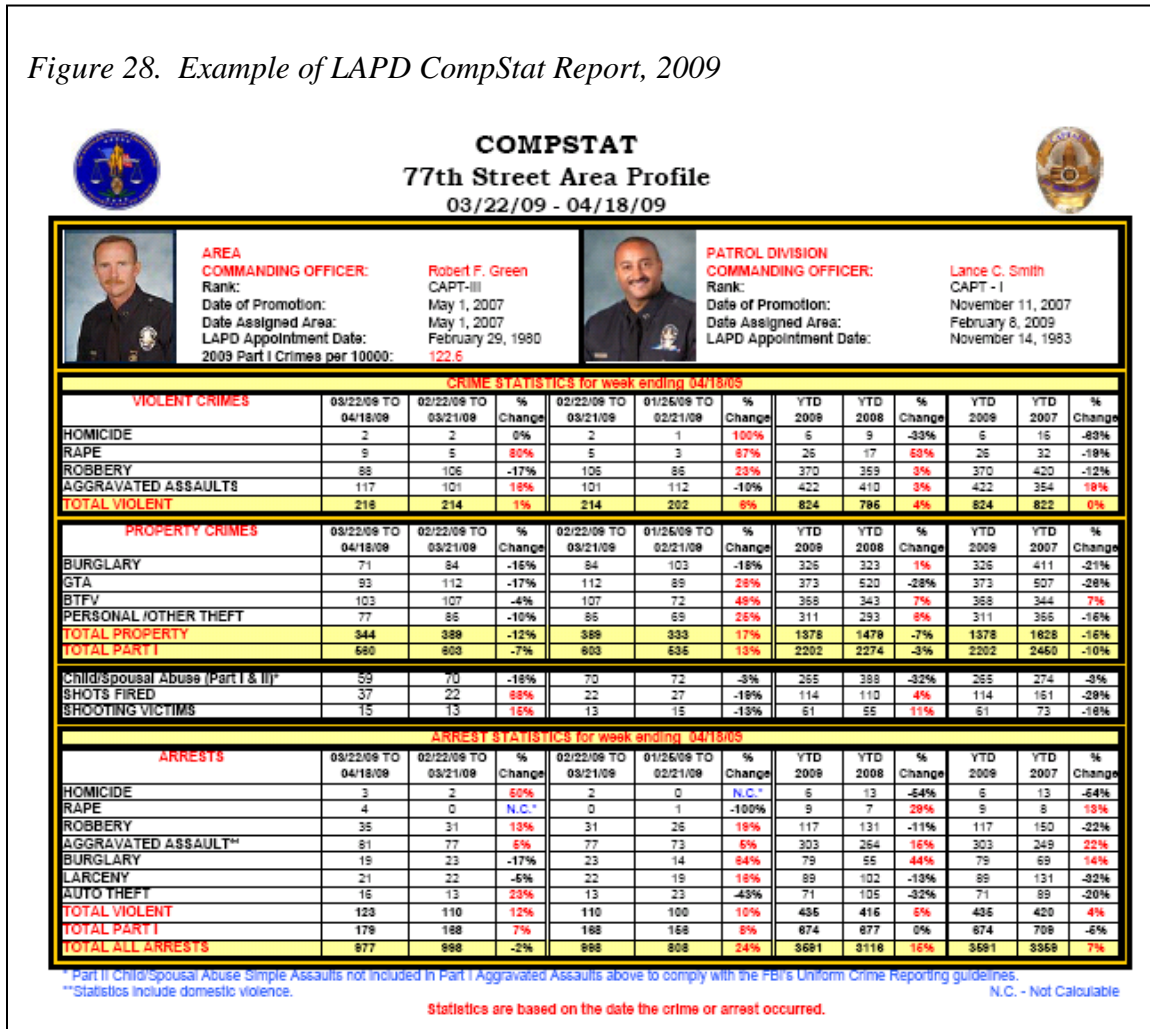 Figure 28. Example of LAPD CompStat Report, 2009
COMPSTAT
77th Street Area Profile
03/22/09 - 04/18/09
AREA
COMMANDING OFFICER: Robert F. Green
Rank: CAPT-III
Date of Promotion: May 1, 2007
Date Assigned Area: May 1, 2007
LAPD Appointment Date: February 29, 1980
2009 Part I Crimes per 10000: 122.6
PATROL DIVISION
COMMANDING OFFICER: Lance C. Smith
Rank: CAPT - I
Date of Promotion: November 11, 2007
Date Assigned Area: February 8, 2009
LAPD Appointment Date: November 14, 1983
CRIME STATISTICS for week ending 04/18/09
VIOLENT CRIMES 03/22/09 TO 02/22/09 TO % 02/22/09 TO 01/25/09 TO % YTD YTD % YTD YTD %
04/18/09 03/21/09 Change 03/21/09 02/21/09 Change 2009 2008 Change 2009 2007 Change
HOMICIDE 2 2 0% 2 1 100% 6 9 -33% 6 16 -63%
RAPE 9 5 80% 5 3 67% 26 17 53% 26 32 -19%
ROBBERY 88 106 -17% 106 86 23% 370 359 3% 370 420 -12%
AGGRAVATED ASSAULTS 117 101 16% 101 112 -10% 422 410 3% 422 354 19%
TOTAL VIOLENT 216 214 1% 214 202 6% 824 795 4% 824 822 0%
PROPERTY CRIMES 03/22/09 TO 02/22/09 TO % 02/22/09 TO 01/25/09 TO % YTD YTD % YTD YTD %
04/18/09 03/21/09 Change 03/21/09 02/21/09 Change 2009 2008 Change 2009 2007 Change
BURGLARY 71 84 -15% 84 103 -18% 326 323 1% 326 411 -21%
GTA 93 112 -17% 112 89 26% 373 520 -28% 373 507 -26%
BTFV 103 107 -4% 107 72 49% 368 343 7% 368 344 7%
PERSONAL /OTHER THEFT 77 86 -10% 86 69 25% 311 293 6% 311 366 -15%
TOTAL PROPERTY 344 389 -12% 389 333 17% 1378 1479 -7% 1378 1628 -15%
TOTAL PART I 560 603 -7% 603 535 13% 2202 2274 -3% 2202 2450 -10%
Child/Spousal Abuse (Part I & II)* 59 70 -16% 70 72 -3% 265 388 -32% 265 274 -3%
SHOTS FIRED 37 22 68% 22 27 -19% 114 110 4% 114 161 -29%
SHOOTING VICTIMS 15 13 15% 13 15 -13% 61 55 11% 61 73 -16%
ARREST STATISTICS for week ending 04/18/09
ARRESTS 03/22/09 TO 02/22/09 TO % 02/22/09 TO 01/25/09 TO % YTD YTD % YTD YTD %
04/18/09 03/21/09 Change 03/21/09 02/21/09 Change 2009 2008 Change 2009 2007 Change
HOMICIDE 3 2 50% 2 0 N.C.* 6 13 -54% 6 13 -54%
RAPE 4 0 N.C.* 0 1 -100% 9 7 29% 9 8 13%
ROBBERY 35 31 13% 31 26 19% 117 131 -11% 117 150 -22%
AGGRAVATED ASSAULT** 81 77 5% 77 73 5% 303 264 15% 303 249 22%
BURGLARY 19 23 -17% 23 14 64% 79 55 44% 79 69 14%
LARCENY 21 22 -5% 22 19 16% 89 102 -13% 89 131 -32%
AUTO THEFT 16 13 23% 13 23 -43% 71 105 -32% 71 89 -20%
TOTAL VIOLENT 123 110 12% 110 100 10% 435 415 5% 435 420 4%
TOTAL PART I 179 168 7% 168 156 8% 674 677 0% 674 709 -5%
TOTAL ALL ARRESTS 977 998 -2% 998 808 24% 3591 3116 15% 3591 3359 7%
* Part II Child/Spousal Abuse Simple Assaults not included in Part I Aggravated Assaults above to comply with the FBI's Uniform Crime Reporting guidelines.
**Statistics include domestic violence. N.C. - Not Calculable
Statistics are based on the date the crime or arrest occurred.